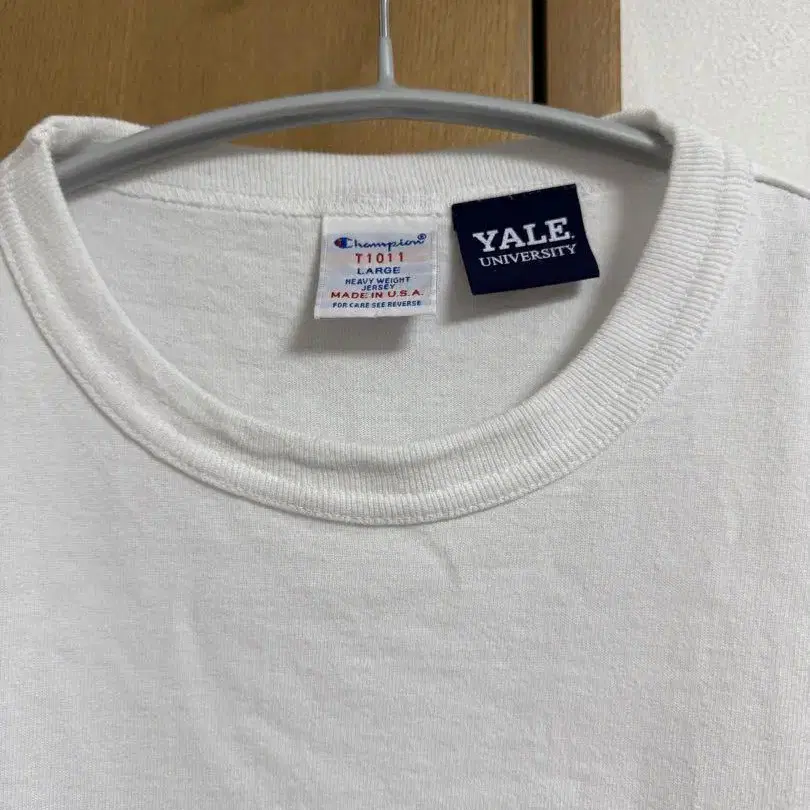 Champion®
T1011
LARGE
HEAVY WEIGHT
JERSEY
MADE IN U.S.A.
FOR CARE SEE REVERSE
YALE
UNIVERSITY